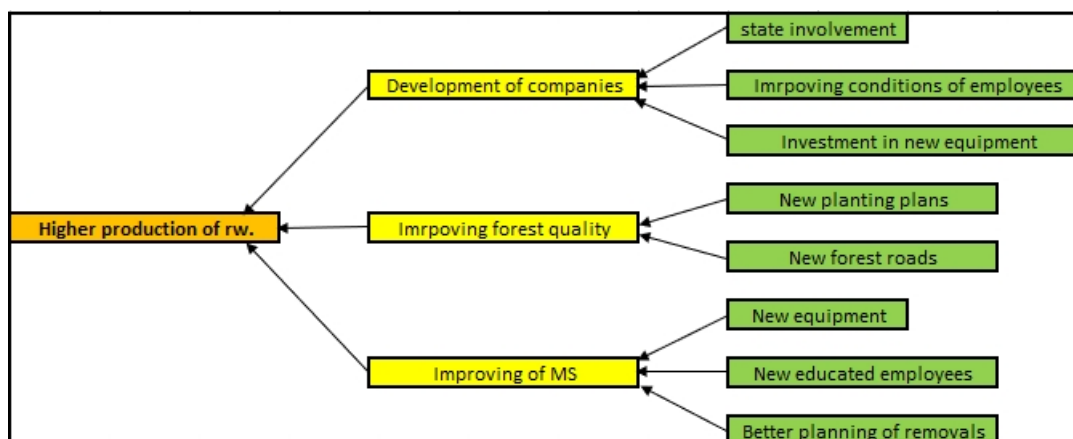 state involvement
Development of companies
Imrpoving conditions of employees
Investment in new equipment
New planting plans
Higher production of rw.
Imrpoving forest quality
New forest roads
New equipment
Improving of MS
New educated employees
Better planning of removals